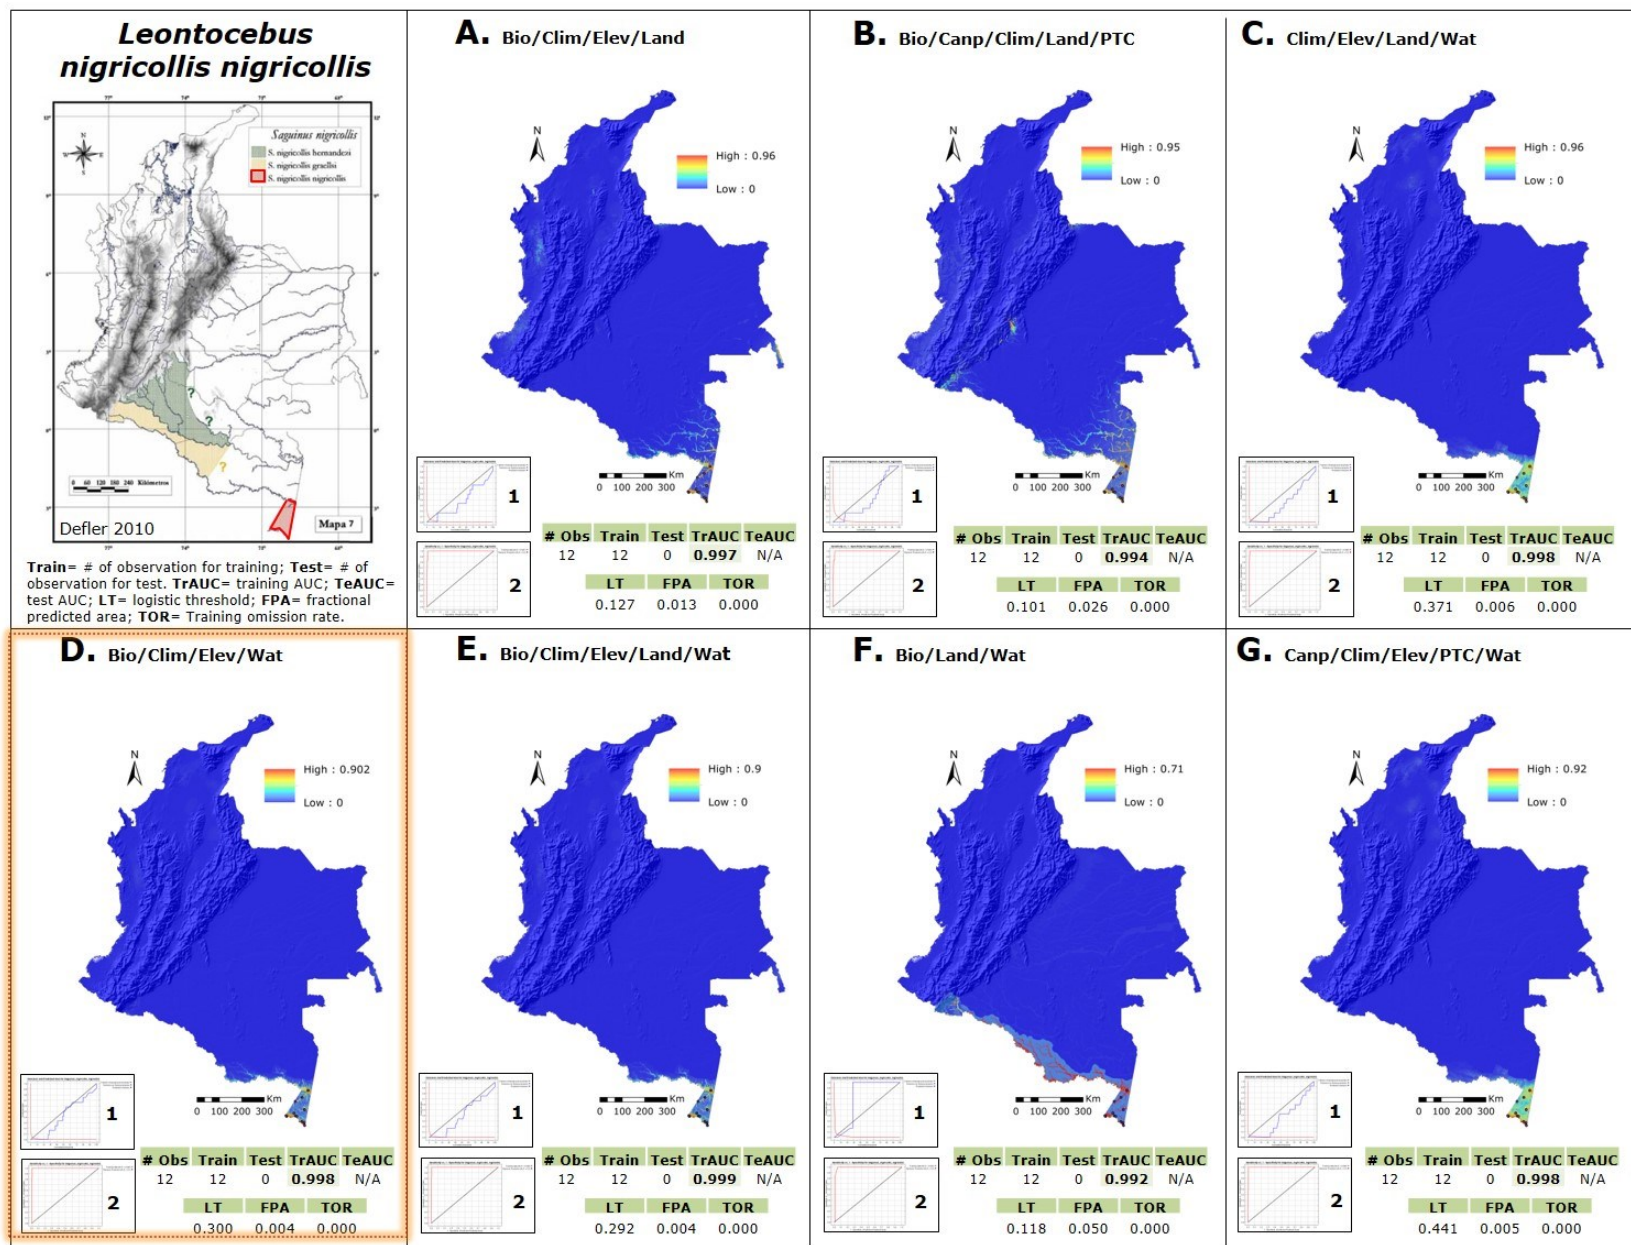 Leontocebus
nigricollis nigricollis
Saguinus nigricollis
S. nigricollis hernandezi
S. nigricollis graellsi
S. nigricollis nigricollis
N
?
?
?
0 60 120 180 240 Kilómetros
Defler 2010
Mapa 7
Train= # of observation for training; Test= # of
observation for test. TrAUC= training AUC; TeAUC=
test AUC; LT= logistic threshold; FPA= fractional
predicted area; TOR= Training omission rate.
A. Bio/Clim/Elev/Land
N
High : 0.96
Low : 0
Km
0 100 200 300
1
2
# Obs Train Test TrAUC TeAUC
12 12 0 0.997 N/A
LT FPA TOR
0.127 0.013 0.000
B. Bio/Canp/Clim/Land/PTC
N
High : 0.95
Low : 0
Km
0 100 200 300
1
2
# Obs Train Test TrAUC TeAUC
12 12 0 0.994 N/A
LT FPA TOR
0.101 0.026 0.000
C. Clim/Elev/Land/Wat
N
High : 0.96
Low : 0
Km
0 100 200 300
1
2
# Obs Train Test TrAUC TeAUC
12 12 0 0.998 N/A
LT FPA TOR
0.371 0.006 0.000
D. Bio/Clim/Elev/Wat
N
High : 0.902
Low : 0
Km
0 100 200 300
1
2
# Obs Train Test TrAUC TeAUC
12 12 0 0.998 N/A
LT FPA TOR
0.300 0.004 0.000
E. Bio/Clim/Elev/Land/Wat
N
High : 0.9
Low : 0
Km
0 100 200 300
1
2
# Obs Train Test TrAUC TeAUC
12 12 0 0.999 N/A
LT FPA TOR
0.292 0.004 0.000
F. Bio/Land/Wat
N
High : 0.71
Low : 0
Km
0 100 200 300
1
2
# Obs Train Test TrAUC TeAUC
12 12 0 0.992 N/A
LT FPA TOR
0.118 0.050 0.000
G. Canp/Clim/Elev/PTC/Wat
N
High : 0.92
Low : 0
Km
0 100 200 300
1
2
# Obs Train Test TrAUC TeAUC
12 12 0 0.998 N/A
LT FPA TOR
0.441 0.005 0.000